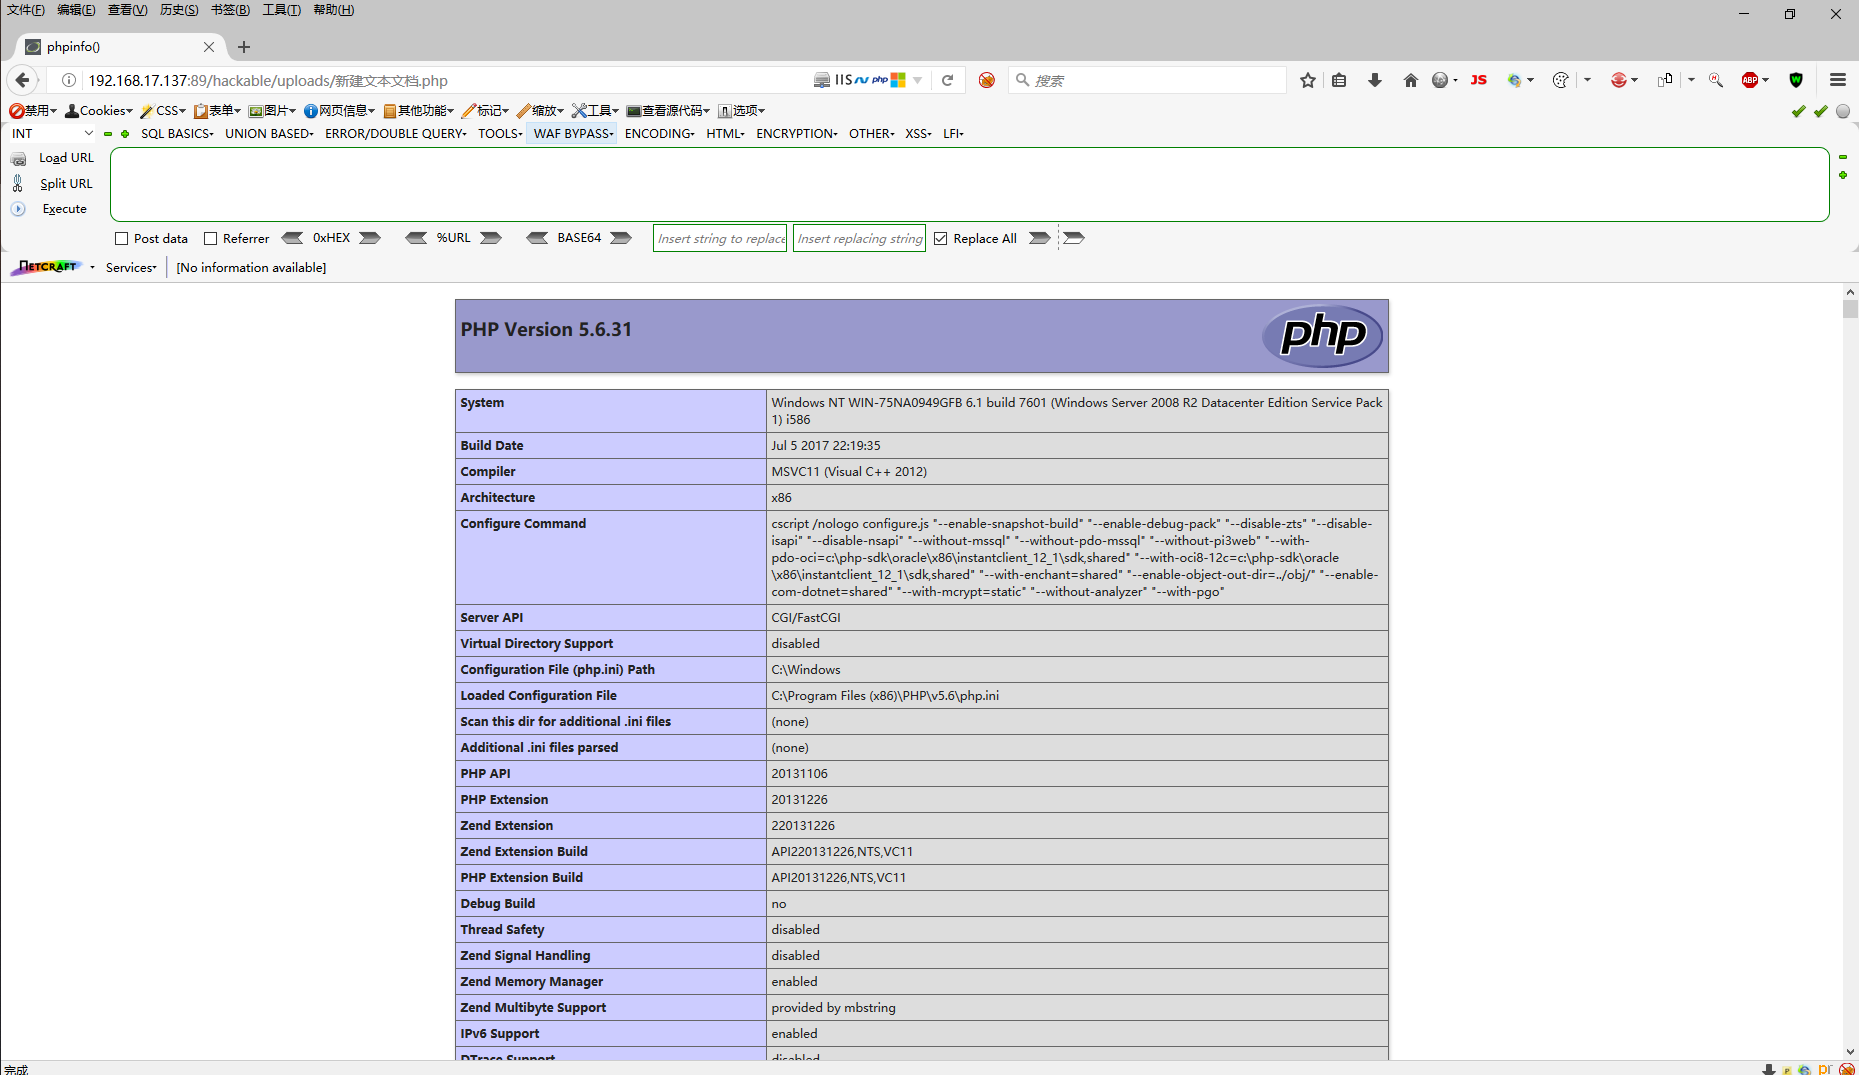 文件(F) 编辑(E) 查看(V) 历史(S) 书签(B) 工具(T) 帮助(H)
phpinfo()
192.168.17.137:89/hackable/uploads/新建文本文档.php
IIS php
搜索
JS
ABP
W
禁用 Cookies CSS 表单 图片 网页信息 其他功能 标记 缩放 工具 查看源代码 选项
INT SQL BASICS UNION BASED ERROR/DOUBLE QUERY TOOLS WAF BYPASS ENCODING HTML ENCRYPTION OTHER XSS LFI
Load URL
Split URL
Execute
Post data Referrer 0xHEX %URL BASE64 Insert string to replace Insert replacing string Replace All
NETCRAFT Services [No information available]
PHP Version 5.6.31
php
System Windows NT WIN-75NA0949GFB 6.1 build 7601 (Windows Server 2008 R2 Datacenter Edition Service Pack
1) i586
Build Date Jul 5 2017 22:19:35
Compiler MSVC11 (Visual C++ 2012)
Architecture x86
Configure Command cscript /nologo configure.js "--enable-snapshot-build" "--enable-debug-pack" "--disable-zts" "--disable-
isapi" "--disable-nsapi" "--without-mssql" "--without-pdo-mssql" "--without-pi3web" "--with-
pdo-oci=c:\php-sdk\oracle\x86\instantclient_12_1\sdk,shared" "--with-oci8-12c=c:\php-sdk\oracle
\x86\instantclient_12_1\sdk,shared" "--with-enchant=shared" "--enable-object-out-dir=../obj/" "--enable-
com-dotnet=shared" "--with-mcrypt=static" "--without-analyzer" "--with-pgo"
Server API CGI/FastCGI
Virtual Directory Support disabled
Configuration File (php.ini) Path C:\Windows
Loaded Configuration File C:\Program Files (x86)\PHP\v5.6\php.ini
Scan this dir for additional .ini files (none)
Additional .ini files parsed (none)
PHP API 20131106
PHP Extension 20131226
Zend Extension 220131226
Zend Extension Build API220131226,NTS,VC11
PHP Extension Build API20131226,NTS,VC11
Debug Build no
Thread Safety disabled
Zend Signal Handling disabled
Zend Memory Manager enabled
Zend Multibyte Support provided by mbstring
IPv6 Support enabled
DTrace Support disabled
完成